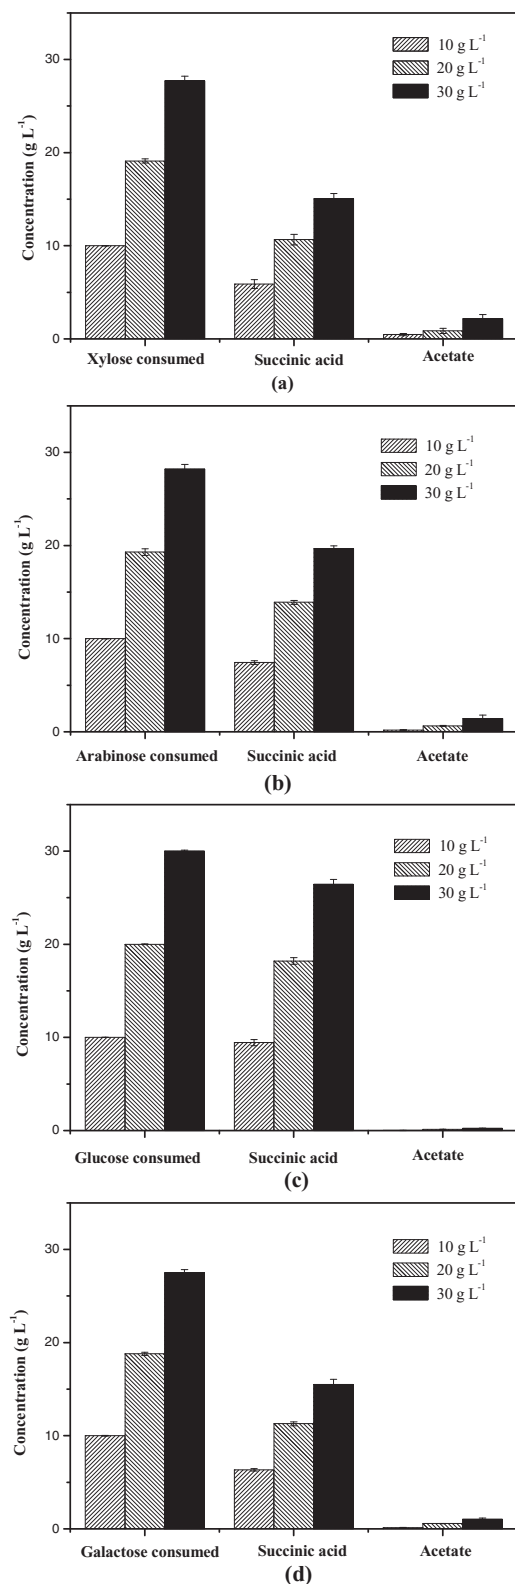 30
20
10
0
Concentration (g L⁻¹)
10 g L⁻¹
20 g L⁻¹
30 g L⁻¹
Xylose consumed Succinic acid Acetate
(a)
30
20
10
0
Concentration (g L⁻¹)
10 g L⁻¹
20 g L⁻¹
30 g L⁻¹
Arabinose consumed Succinic acid Acetate
(b)
30
20
10
0
Concentration (g L⁻¹)
10 g L⁻¹
20 g L⁻¹
30 g L⁻¹
Glucose consumed Succinic acid Acetate
(c)
30
20
10
0
Concentration (g L⁻¹)
10 g L⁻¹
20 g L⁻¹
30 g L⁻¹
Galactose consumed Succinic acid Acetate
(d)